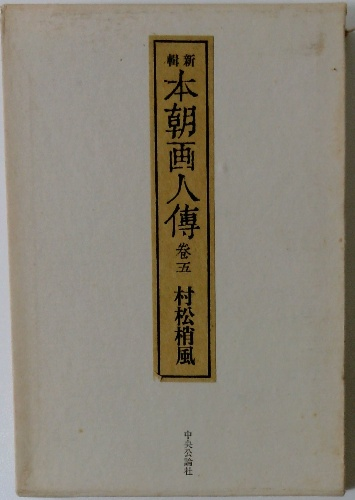 新輯
本朝画人傳
巻五
村松梢風
中央公論社